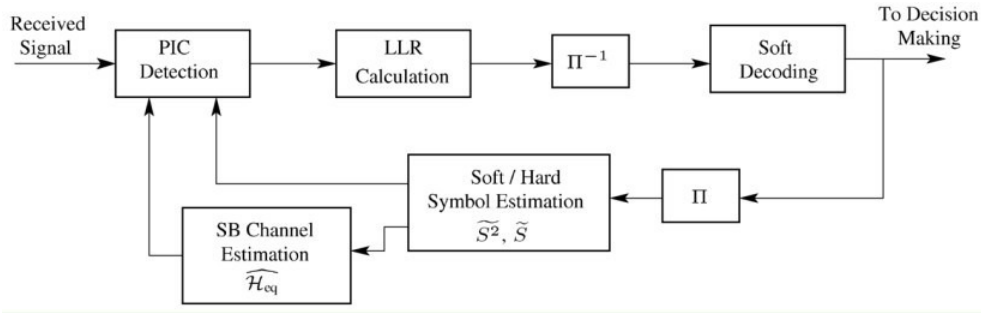 Received
Signal
PIC
Detection
LLR
Calculation
Π⁻¹
Soft
Decoding
To Decision
Making
Soft / Hard
Symbol Estimation
S̃², S̃
Π
SB Channel
Estimation
Ĥ_eq